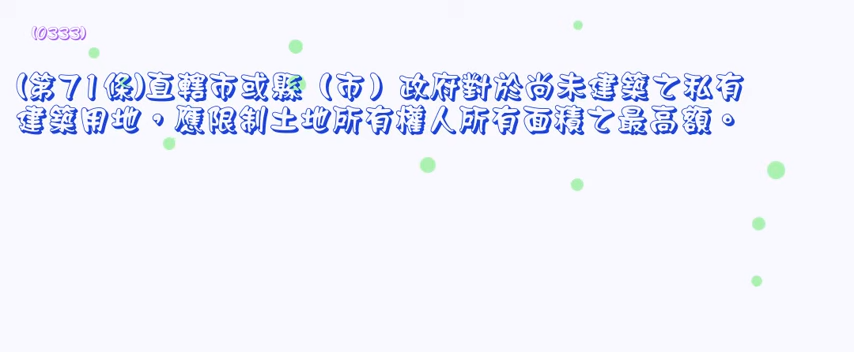 (0333)
(第71條)直轄市或縣（市）政府對於尚未建築之私有
建築用地，應限制土地所有權人所有面積之最高額。